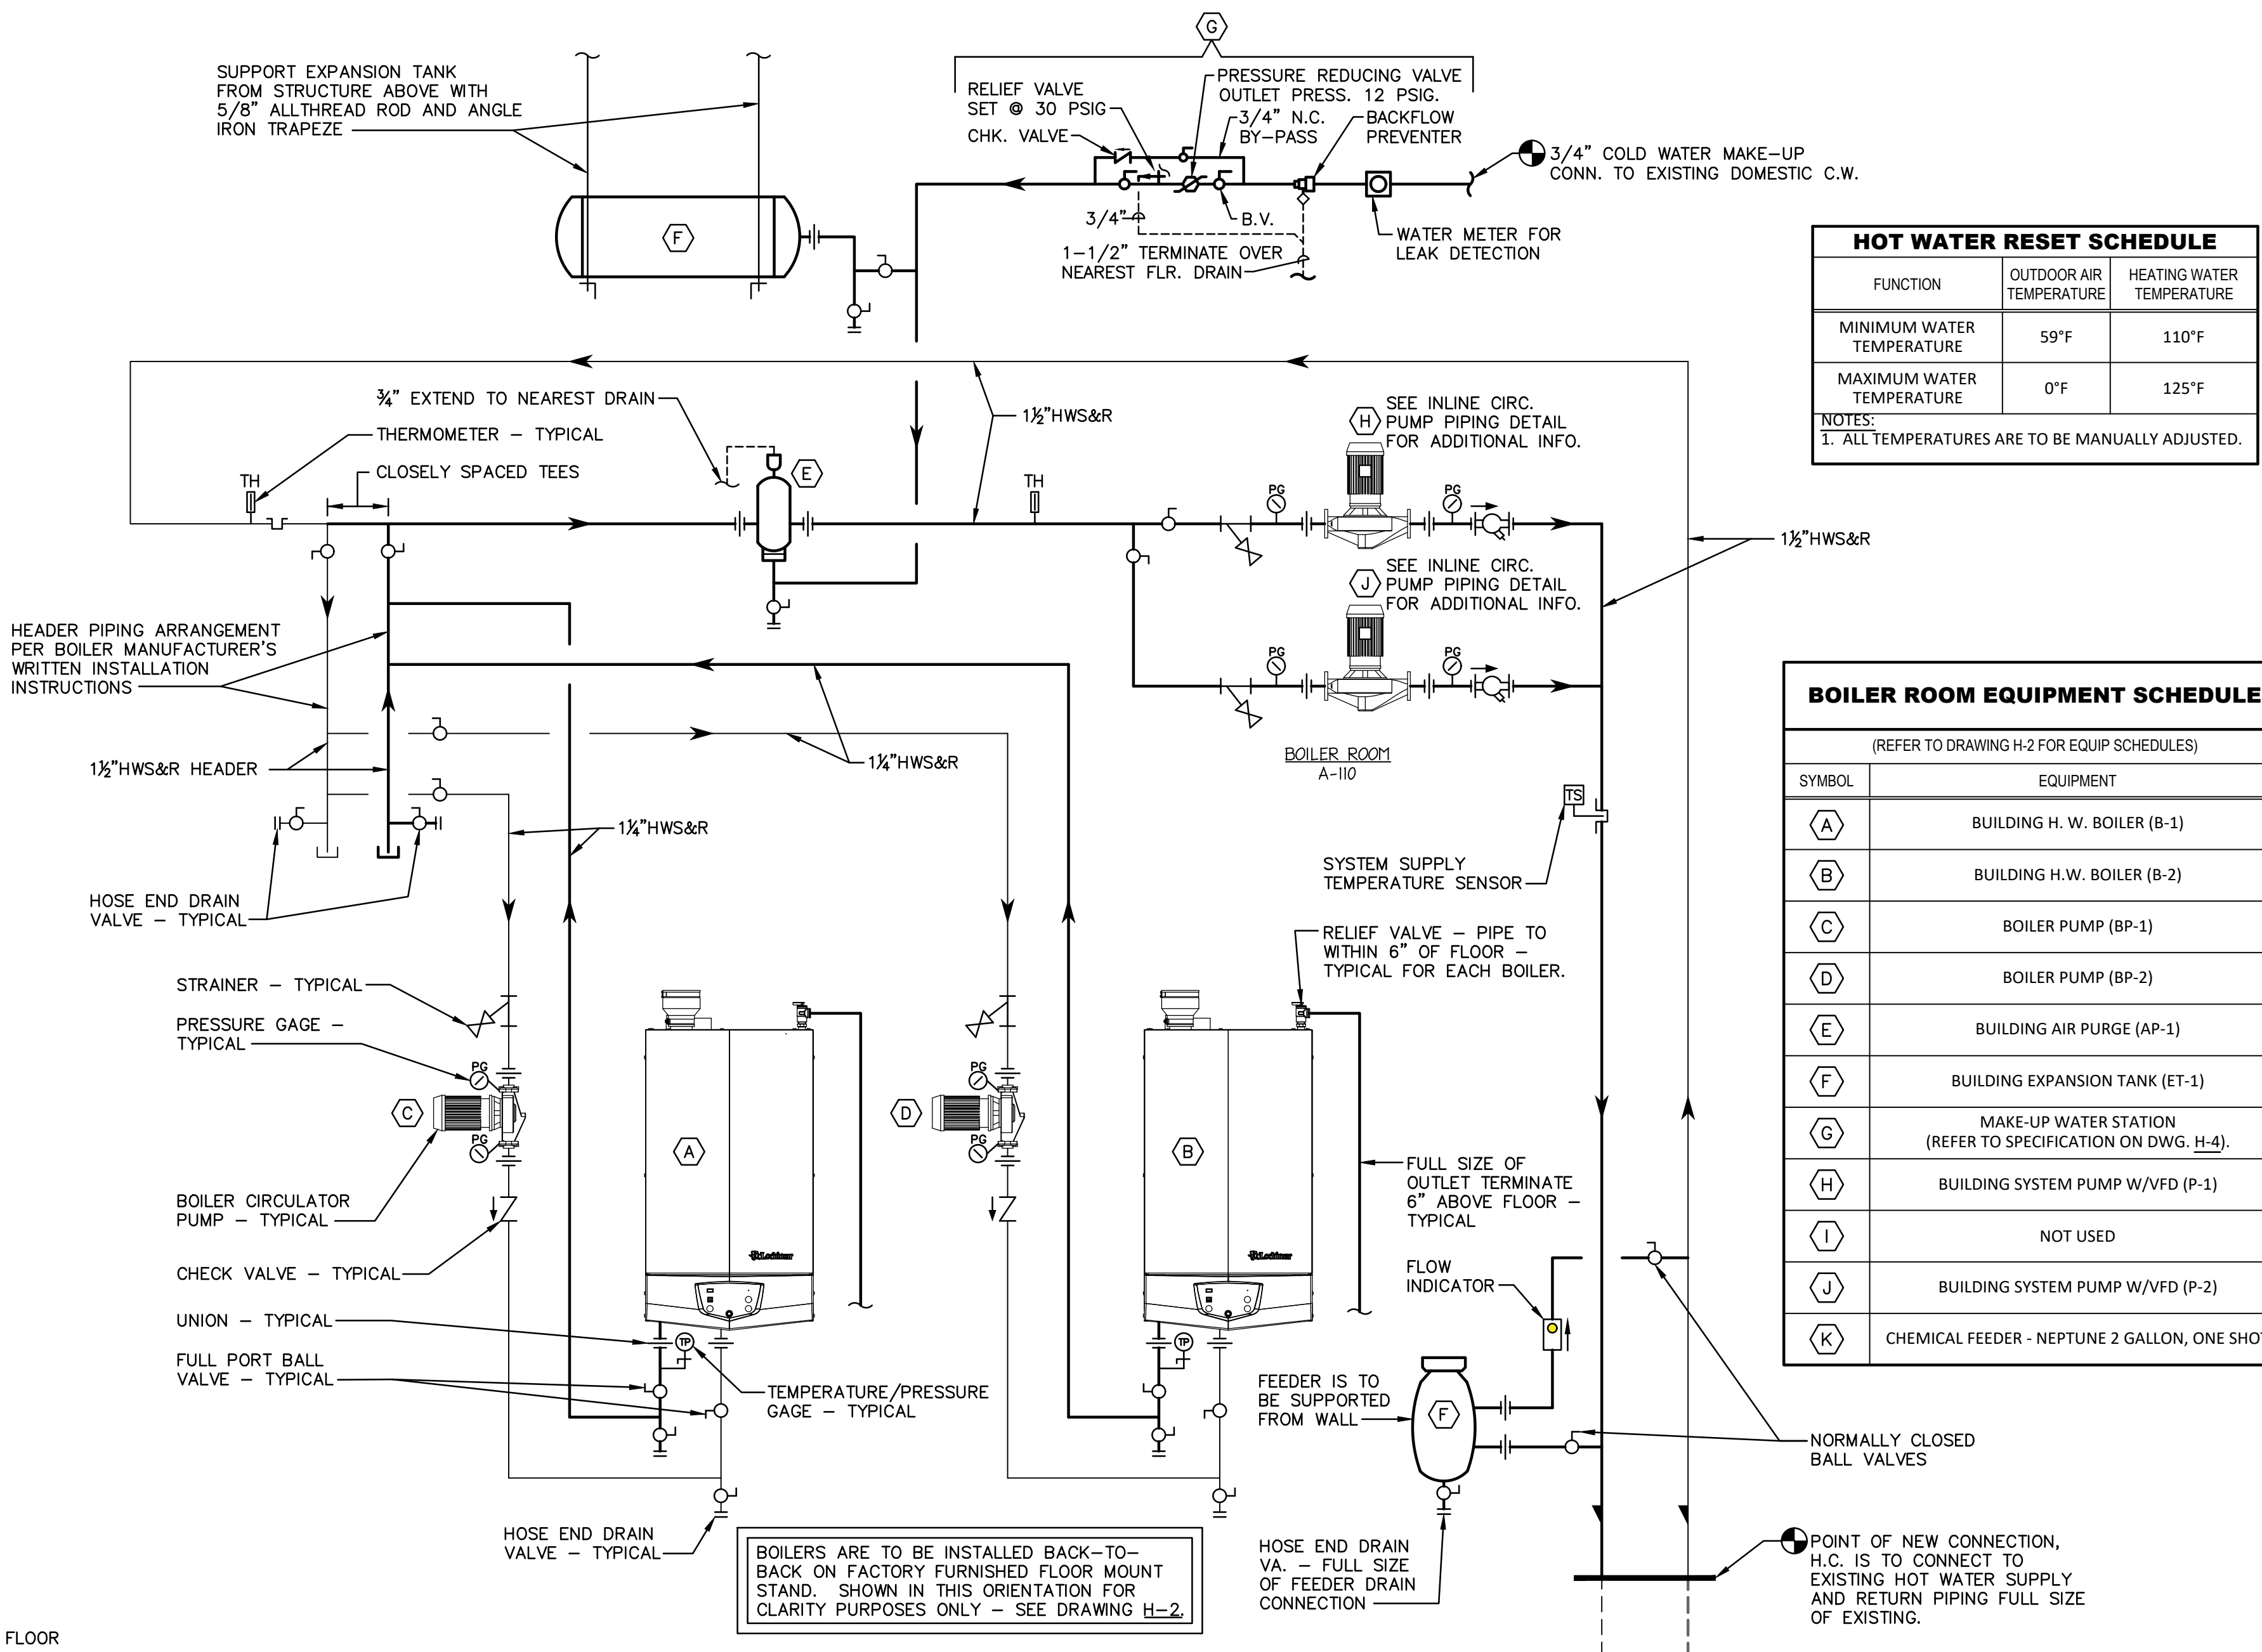 G
SUPPORT EXPANSION TANK
FROM STRUCTURE ABOVE WITH
5/8" ALLTHREAD ROD AND ANGLE
IRON TRAPEZE
F
RELIEF VALVE
SET @ 30 PSIG
CHK. VALVE
PRESSURE REDUCING VALVE
OUTLET PRESS. 12 PSIG.
3/4" N.C.
BY-PASS
BACKFLOW
PREVENTER
3/4" COLD WATER MAKE-UP
CONN. TO EXISTING DOMESTIC C.W.
3/4"
B.V.
1-1/2" TERMINATE OVER
NEAREST FLR. DRAIN
WATER METER FOR
LEAK DETECTION
HOT WATER RESET SCHEDULE
FUNCTION
OUTDOOR AIR
TEMPERATURE
HEATING WATER
TEMPERATURE
MINIMUM WATER
TEMPERATURE
59°F
110°F
MAXIMUM WATER
TEMPERATURE
0°F
125°F
NOTES:
1. ALL TEMPERATURES ARE TO BE MANUALLY ADJUSTED.
¾" EXTEND TO NEAREST DRAIN
THERMOMETER - TYPICAL
CLOSELY SPACED TEES
TH
E
1½"HWS&R
TH
H
SEE INLINE CIRC.
PUMP PIPING DETAIL
FOR ADDITIONAL INFO.
PG
PG
1½"HWS&R
J
SEE INLINE CIRC.
PUMP PIPING DETAIL
FOR ADDITIONAL INFO.
PG
PG
HEADER PIPING ARRANGEMENT
PER BOILER MANUFACTURER'S
WRITTEN INSTALLATION
INSTRUCTIONS
1½"HWS&R HEADER
1¼"HWS&R
BOILER ROOM
A-110
1¼"HWS&R
TS
SYSTEM SUPPLY
TEMPERATURE SENSOR
HOSE END DRAIN
VALVE - TYPICAL
BOILER ROOM EQUIPMENT SCHEDULE
(REFER TO DRAWING H-2 FOR EQUIP SCHEDULES)
SYMBOL
EQUIPMENT
A
BUILDING H. W. BOILER (B-1)
B
BUILDING H.W. BOILER (B-2)
C
BOILER PUMP (BP-1)
D
BOILER PUMP (BP-2)
E
BUILDING AIR PURGE (AP-1)
F
BUILDING EXPANSION TANK (ET-1)
G
MAKE-UP WATER STATION
(REFER TO SPECIFICATION ON DWG. H-4).
H
BUILDING SYSTEM PUMP W/VFD (P-1)
I
NOT USED
J
BUILDING SYSTEM PUMP W/VFD (P-2)
K
CHEMICAL FEEDER - NEPTUNE 2 GALLON, ONE SHOT
RELIEF VALVE - PIPE TO
WITHIN 6" OF FLOOR -
TYPICAL FOR EACH BOILER.
STRAINER - TYPICAL
PRESSURE GAGE -
TYPICAL
PG
C
PG
PG
D
PG
A
B
Lochinvar
Lochinvar
BOILER CIRCULATOR
PUMP - TYPICAL
CHECK VALVE - TYPICAL
UNION - TYPICAL
FULL PORT BALL
VALVE - TYPICAL
TP
TP
TEMPERATURE/PRESSURE
GAGE - TYPICAL
FULL SIZE OF
OUTLET TERMINATE
6" ABOVE FLOOR -
TYPICAL
FLOW
INDICATOR
FEEDER IS TO
BE SUPPORTED
FROM WALL
F
NORMALLY CLOSED
BALL VALVES
HOSE END DRAIN
VALVE - TYPICAL
BOILERS ARE TO BE INSTALLED BACK-TO-
BACK ON FACTORY FURNISHED FLOOR MOUNT
STAND. SHOWN IN THIS ORIENTATION FOR
CLARITY PURPOSES ONLY - SEE DRAWING H-2.
HOSE END DRAIN
VA. - FULL SIZE
OF FEEDER DRAIN
CONNECTION
POINT OF NEW CONNECTION,
H.C. IS TO CONNECT TO
EXISTING HOT WATER SUPPLY
AND RETURN PIPING FULL SIZE
OF EXISTING.
FLOOR